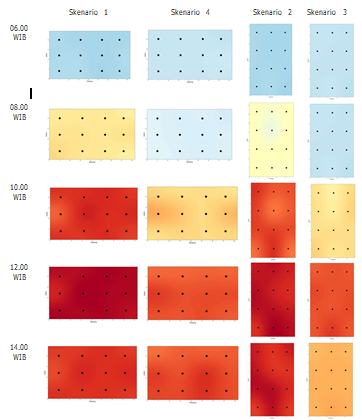 Skenario 1
Skenario 4
Skenario 2
Skenario 3
06.00
WIB
08.00
WIB
10.00
WIB
12.00
WIB
14.00
WIB